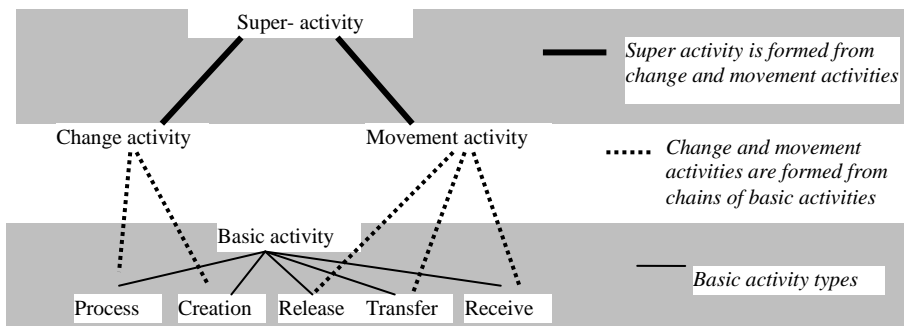 Super- activity
Super activity is formed from
change and movement activities
Change activity
Movement activity
Change and movement
activities are formed from
chains of basic activities
Basic activity
Basic activity types
Process
Creation
Release
Transfer
Receive